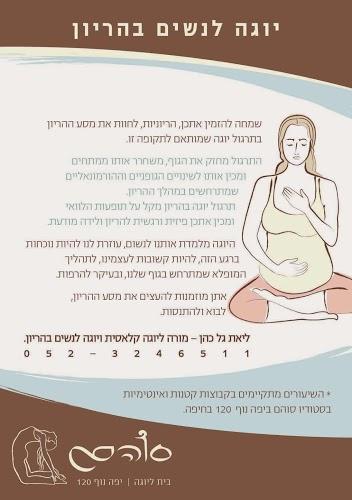 יוגה לנשים בהריון
שמחה להזמין אתכן, הריוניות, לחוות את מסע ההריון
בתרגול יוגה שמותאם לתקופה זו.
התרגול מחזק את הגוף, משחרר אותו ממתחים
ומכין אותו לשינויים הגופניים וההורמונאליים
שמתרחשים במהלך ההריון.
תרגול יוגה בהריון מקל על תופעות הלוואי
ומכין אתכן פיזית ורגשית להריון ולידה מודעת.
היוגה מלמדת אותנו לנשום, עוזרת לנו להיות נוכחות
ברגע הזה, להיות קשובות לעצמינו, לתהליך
המופלא שמתרחש בגוף שלנו, ובעיקר להרפות.
אתן מוזמנות להעצים את מסע ההריון,
לבוא ולהתנסות.
ליאת גל כהן – מורה ליוגה קלאסית ויוגה לנשים בהריון.
052-3246511
* השיעורים מתקיימים בקבוצות קטנות ואינטימיות
בסטודיו סוהם ביפה נוף 120 בחיפה.
סוהם
בית ליוגה | יפה נוף 120